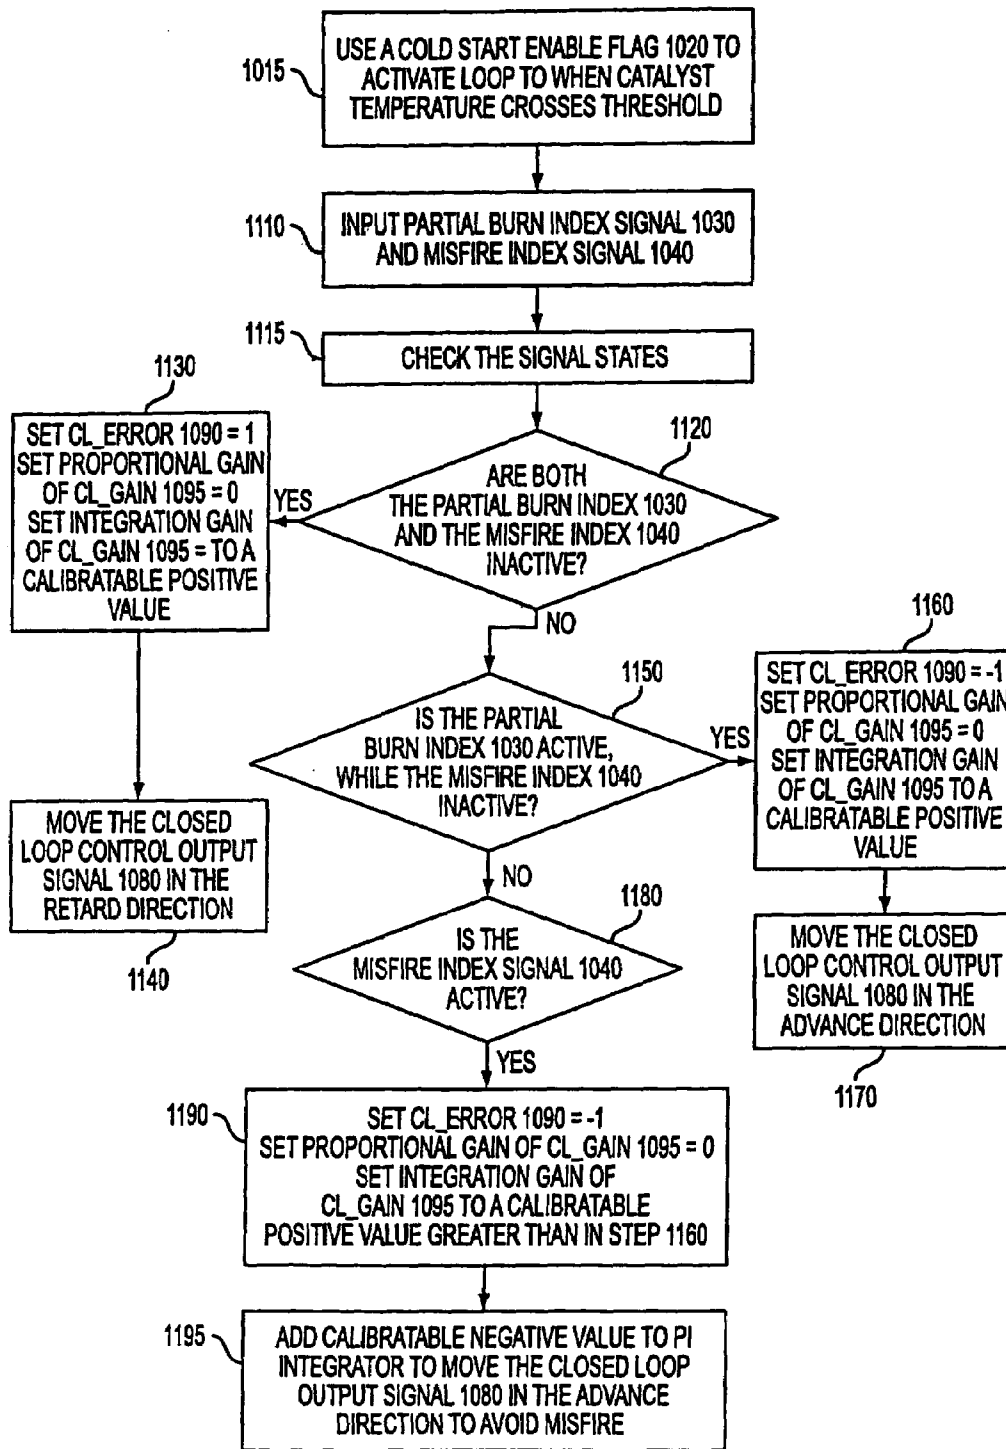 1015
USE A COLD START ENABLE FLAG 1020 TO
ACTIVATE LOOP TO WHEN CATALYST
TEMPERATURE CROSSES THRESHOLD
1110
INPUT PARTIAL BURN INDEX SIGNAL 1030
AND MISFIRE INDEX SIGNAL 1040
1115
CHECK THE SIGNAL STATES
1120
ARE BOTH
THE PARTIAL BURN INDEX 1030
AND THE MISFIRE INDEX 1040
INACTIVE?
YES
1130
SET CL_ERROR 1090 = 1
SET PROPORTIONAL GAIN
OF CL_GAIN 1095 = 0
SET INTEGRATION GAIN
OF CL_GAIN 1095 = TO A
CALIBRATABLE POSITIVE
VALUE
MOVE THE CLOSED
LOOP CONTROL OUTPUT
SIGNAL 1080 IN THE
RETARD DIRECTION
1140
NO
1150
IS THE PARTIAL
BURN INDEX 1030 ACTIVE,
WHILE THE MISFIRE INDEX 1040
INACTIVE?
YES
1160
SET CL_ERROR 1090 = -1
SET PROPORTIONAL GAIN
OF CL_GAIN 1095 = 0
SET INTEGRATION GAIN
OF CL_GAIN 1095 TO A
CALIBRATABLE POSITIVE
VALUE
MOVE THE CLOSED
LOOP CONTROL OUTPUT
SIGNAL 1080 IN THE
ADVANCE DIRECTION
1170
NO
1180
IS THE
MISFIRE INDEX SIGNAL 1040
ACTIVE?
YES
1190
SET CL_ERROR 1090 = -1
SET PROPORTIONAL GAIN OF CL_GAIN 1095 = 0
SET INTEGRATION GAIN OF
CL_GAIN 1095 TO A CALIBRATABLE
POSITIVE VALUE GREATER THAN IN STEP 1160
1195
ADD CALIBRATABLE NEGATIVE VALUE TO PI
INTEGRATOR TO MOVE THE CLOSED LOOP
OUTPUT SIGNAL 1080 IN THE ADVANCE
DIRECTION TO AVOID MISFIRE